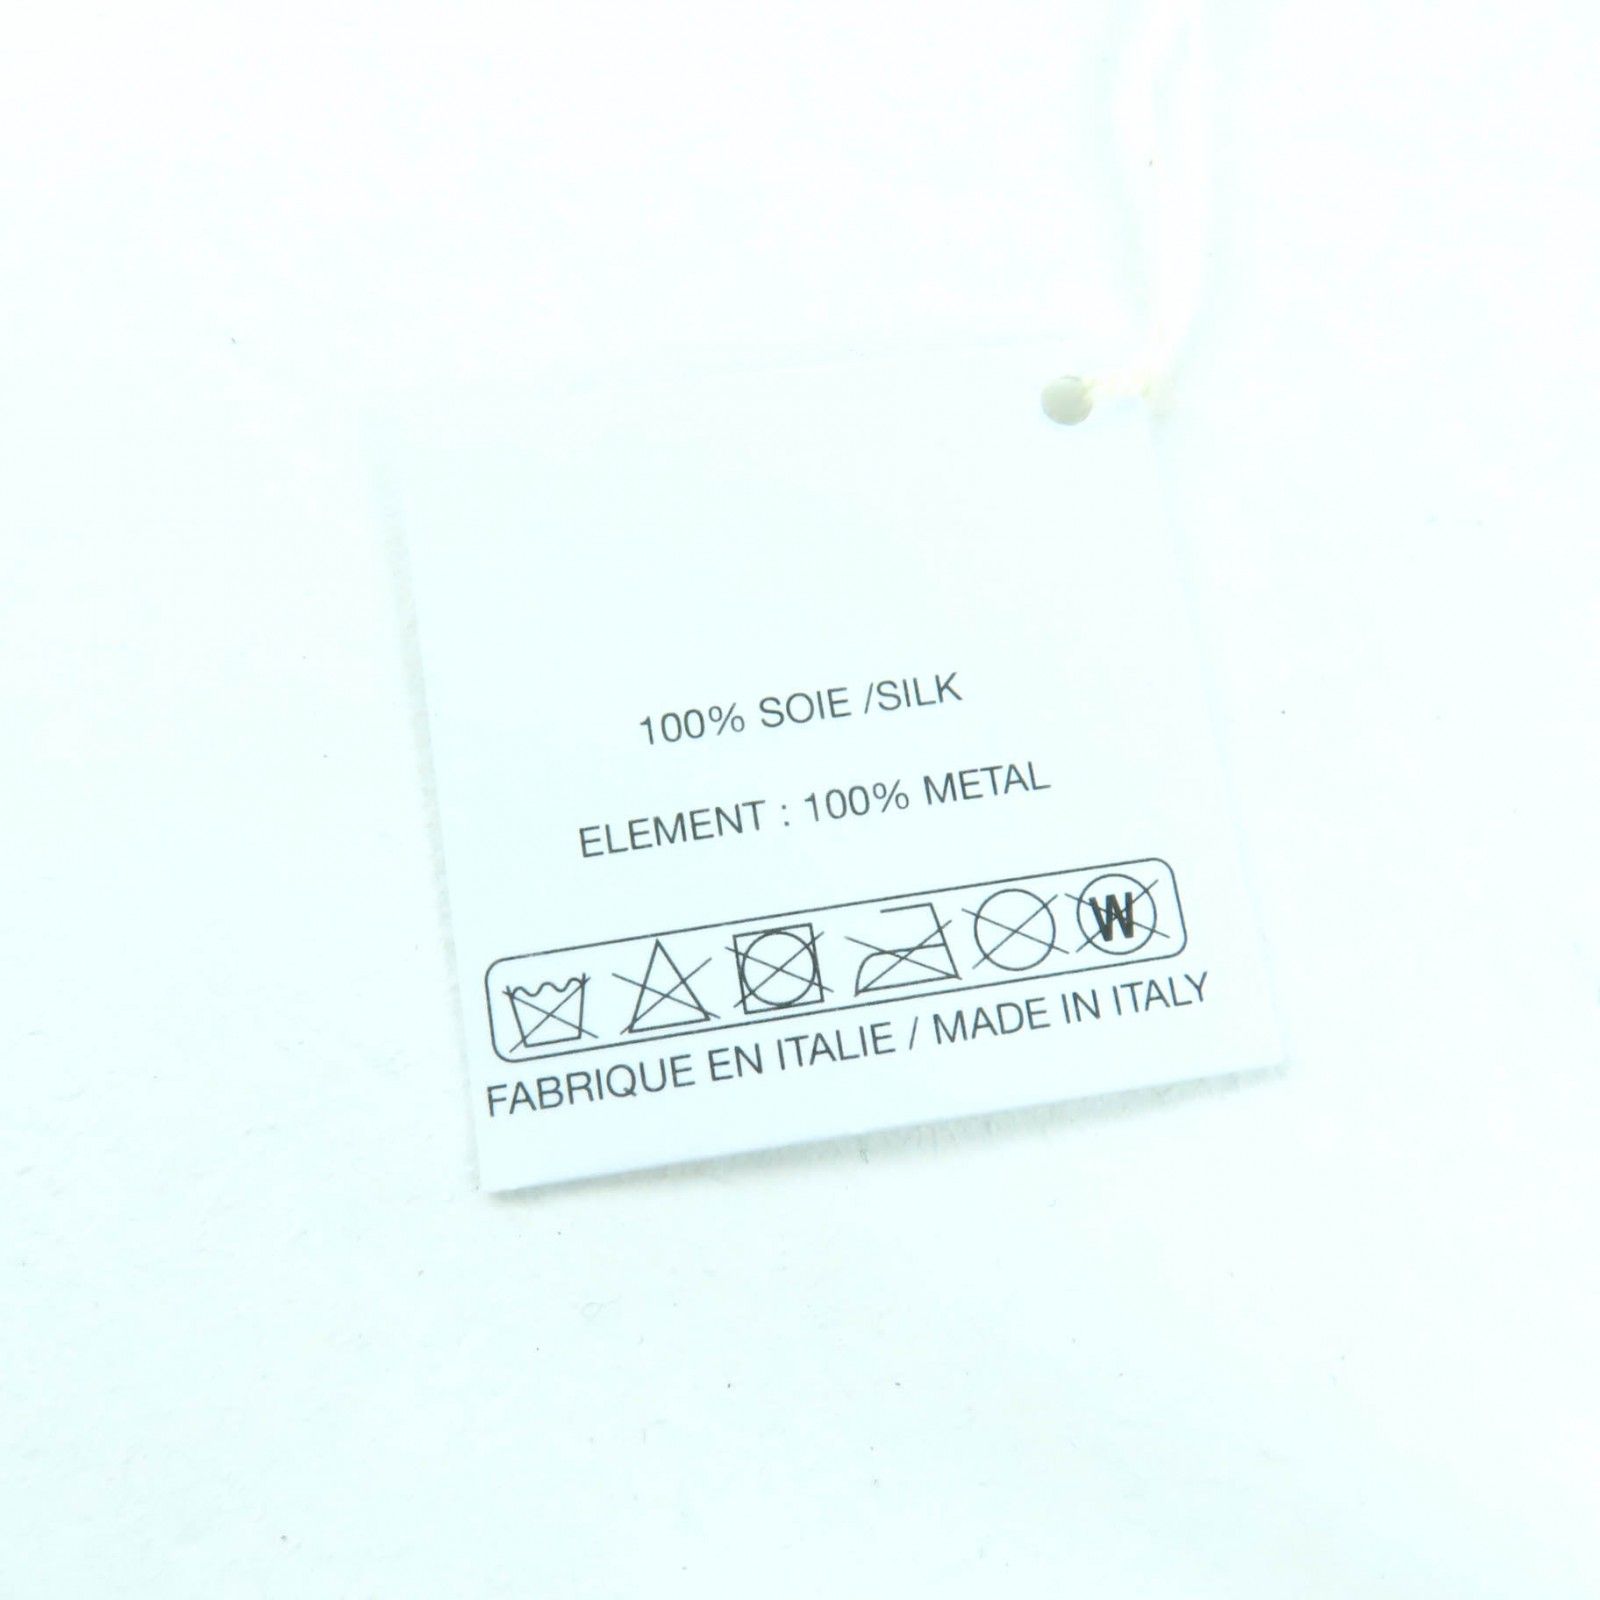 100% SOIE /SILK
ELEMENT : 100% METAL
W
FABRIQUE EN ITALIE / MADE IN ITALY